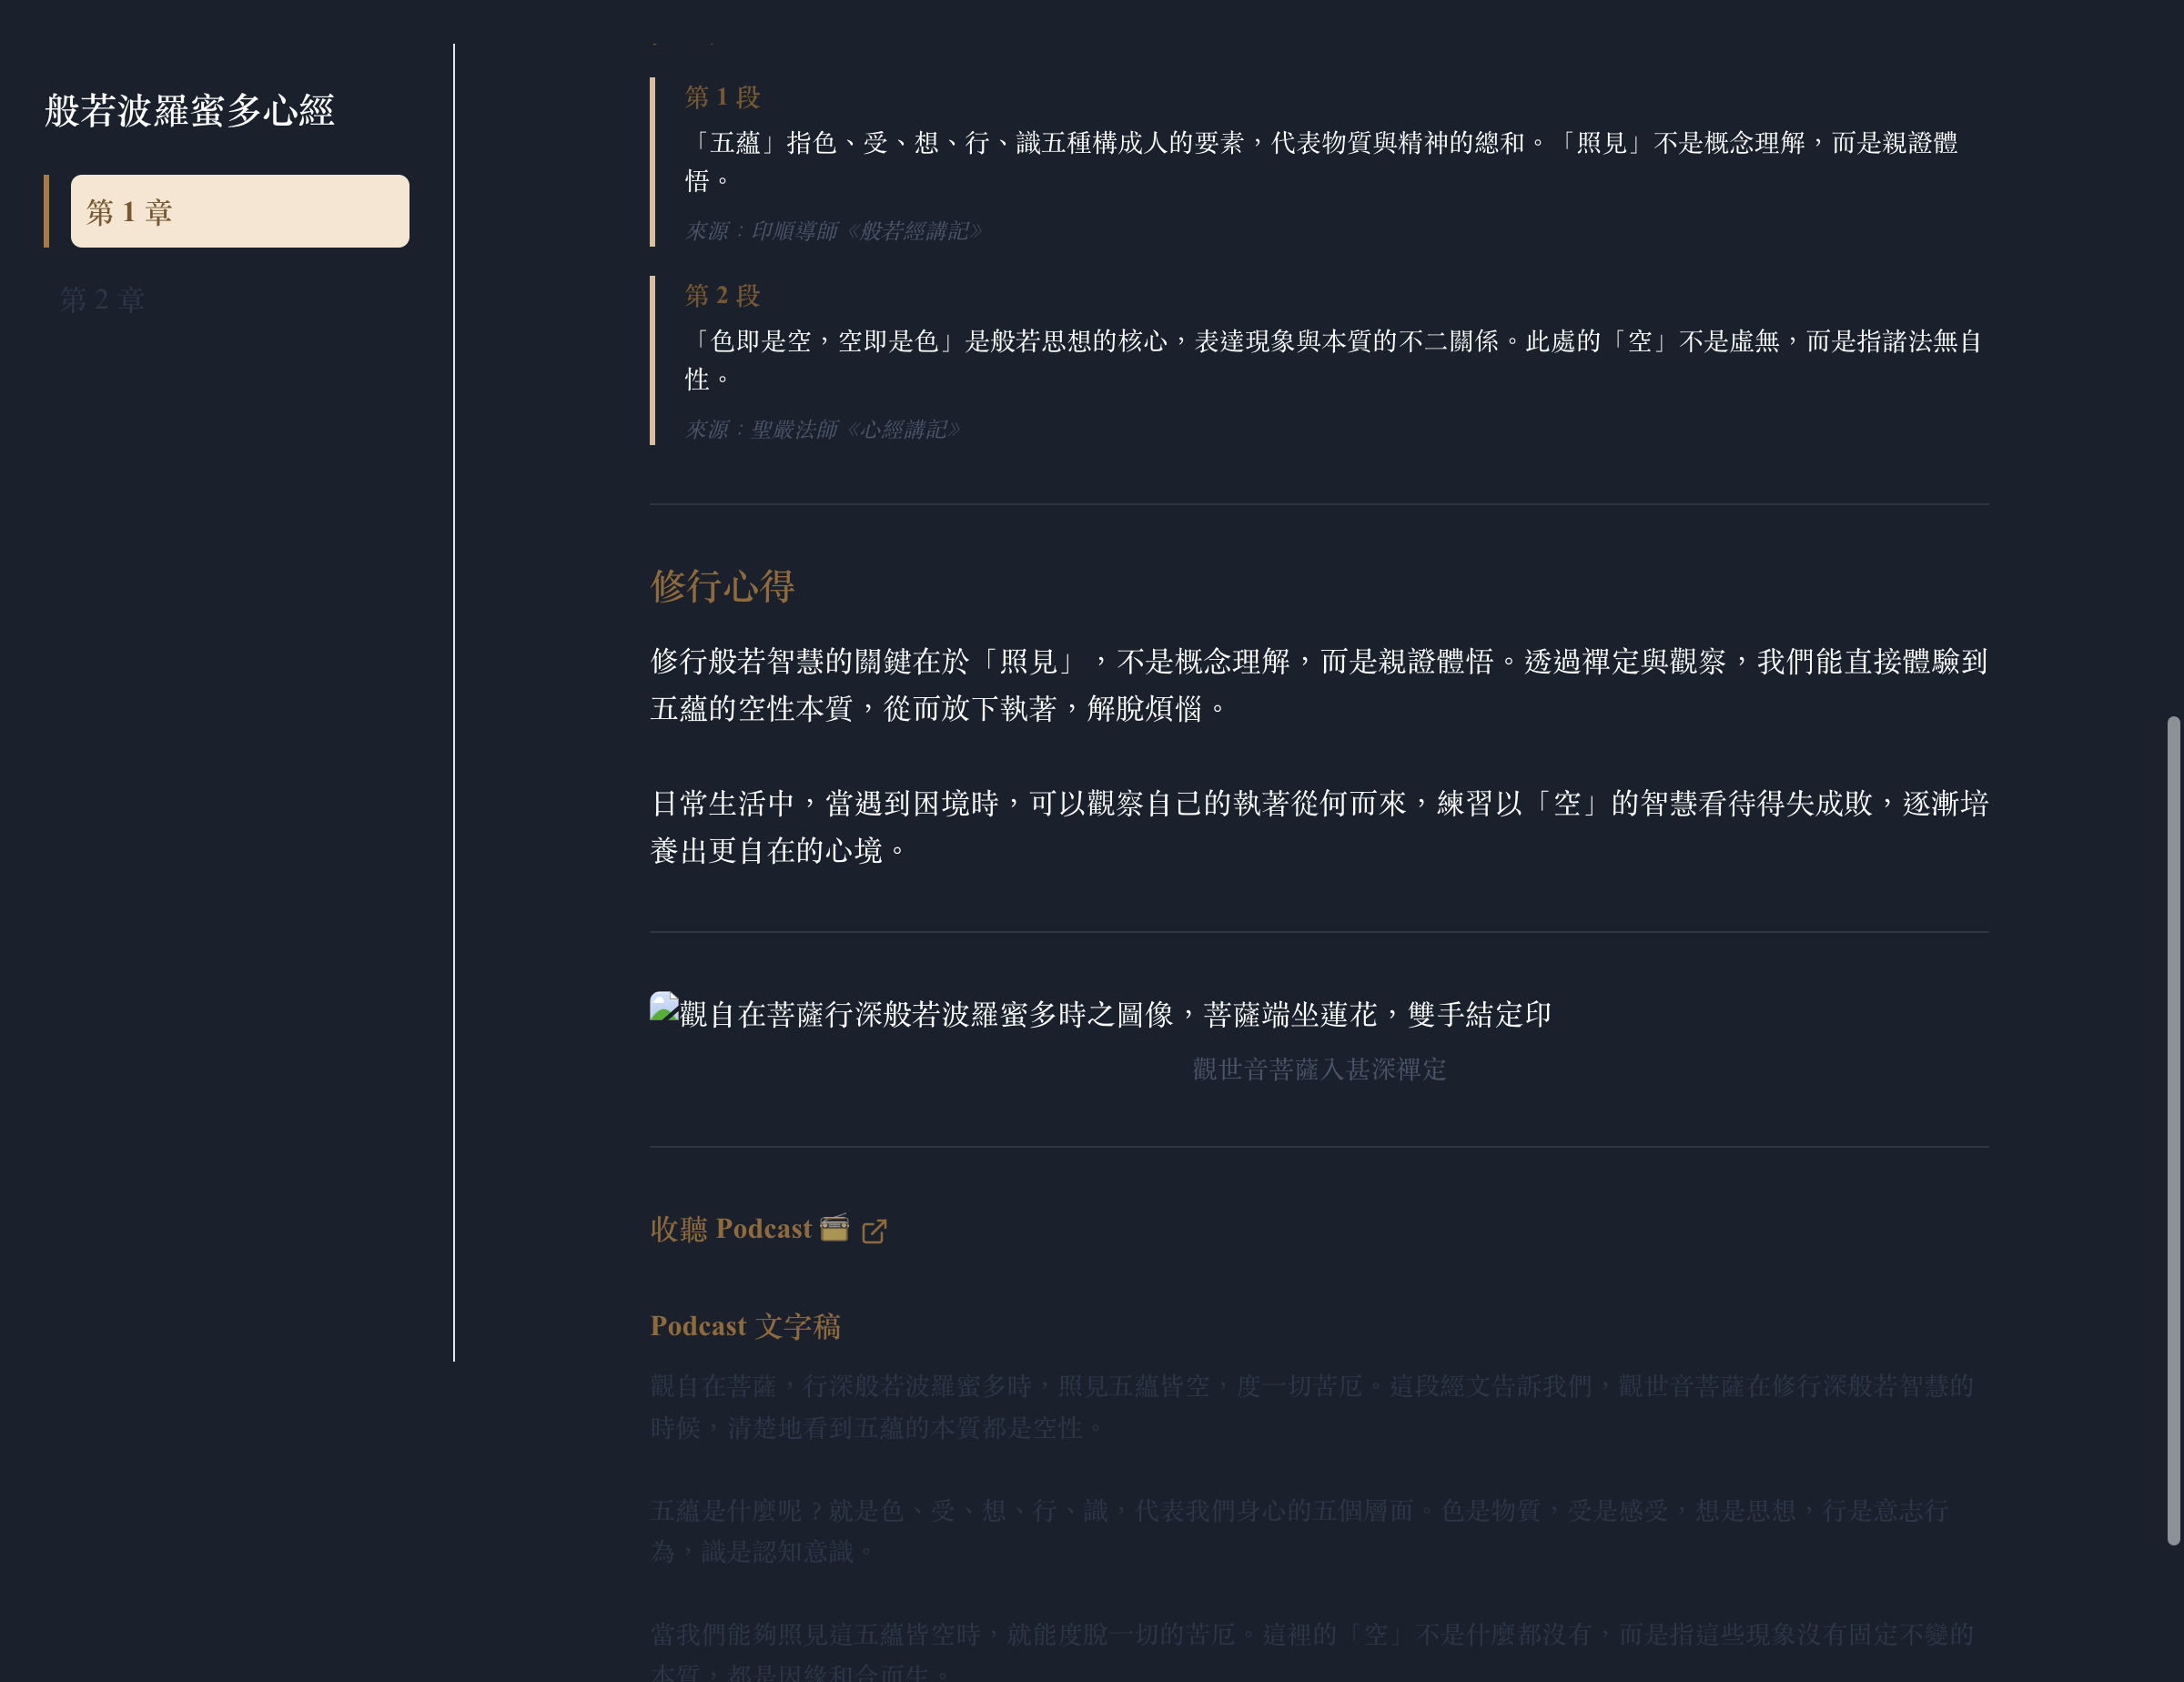 般若波羅蜜多心經
第 1 章
第 2 章
第 1 段
「五蘊」指色、受、想、行、識五種構成人的要素，代表物質與精神的總和。「照見」不是概念理解，而是親證體
悟。
來源：印順導師《般若經講記》
第 2 段
「色即是空，空即是色」是般若思想的核心，表達現象與本質的不二關係。此處的「空」不是虛無，而是指諸法無自
性。
來源：聖嚴法師《心經講記》
修行心得
修行般若智慧的關鍵在於「照見」，不是概念理解，而是親證體悟。透過禪定與觀察，我們能直接體驗到
五蘊的空性本質，從而放下執著，解脫煩惱。
日常生活中，當遇到困境時，可以觀察自己的執著從何而來，練習以「空」的智慧看待得失成敗，逐漸培
養出更自在的心境。
觀自在菩薩行深般若波羅蜜多時之圖像，菩薩端坐蓮花，雙手結定印
觀世音菩薩入甚深禪定
收聽 Podcast 📻
Podcast 文字稿
觀自在菩薩，行深般若波羅蜜多時，照見五蘊皆空，度一切苦厄。這段經文告訴我們，觀世音菩薩在修行深般若智慧的
時候，清楚地看到五蘊的本質都是空性。
五蘊是什麼呢？就是色、受、想、行、識，代表我們身心的五個層面。色是物質，受是感受，想是思想，行是意志行
為，識是認知意識。
當我們能夠照見這五蘊皆空時，就能度脫一切的苦厄。這裡的「空」不是什麼都沒有，而是指這些現象沒有固定不變的
本質，都是因緣和合而生。